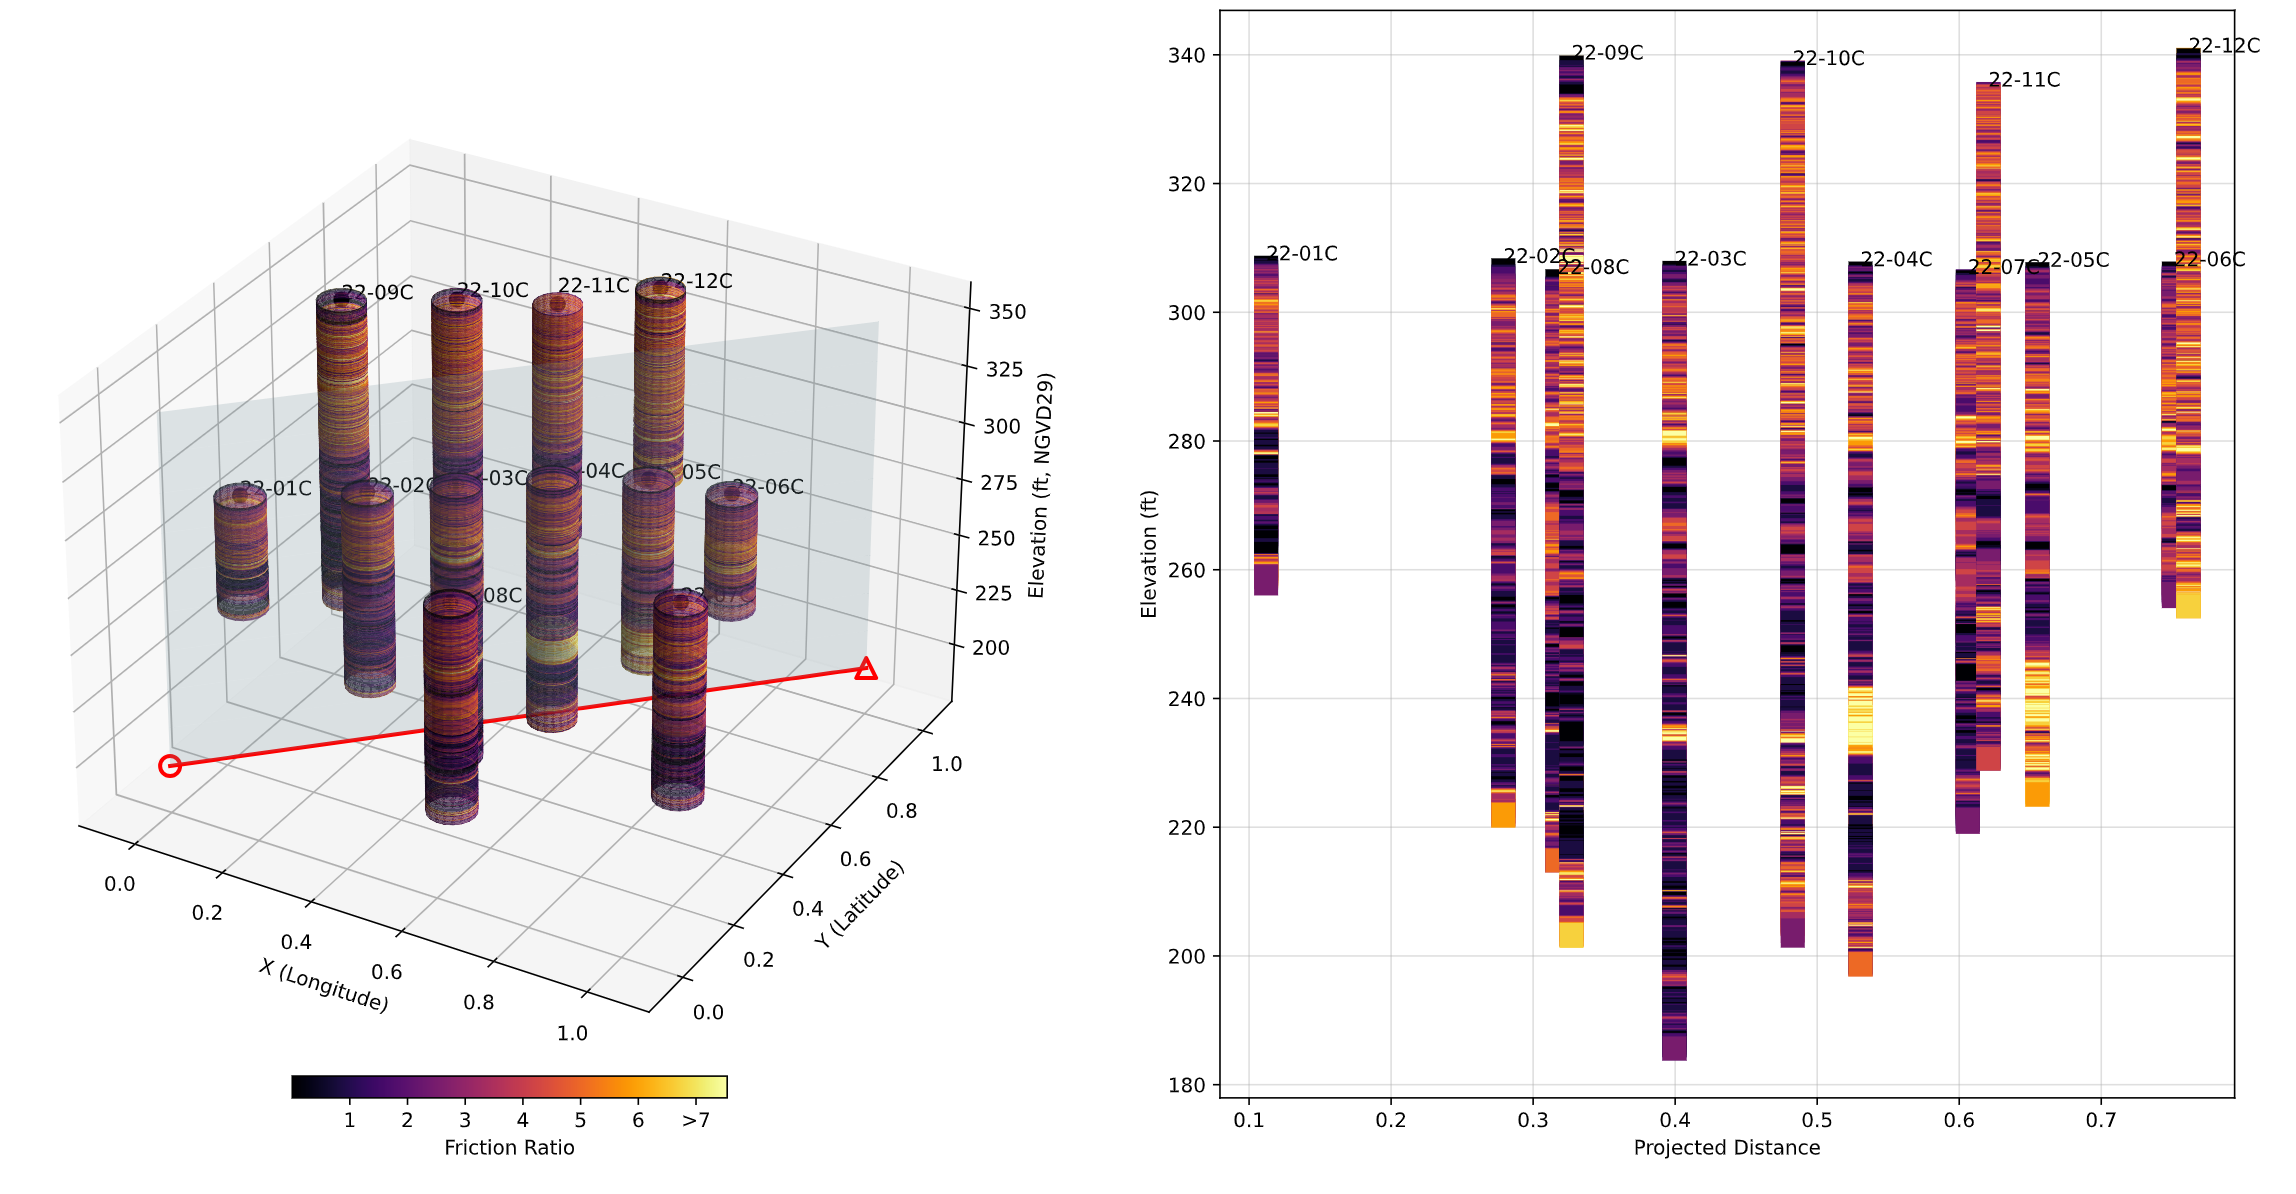 22-09C
22-10C
22-11C
22-12C
22-01C
22-02C
-03C
-04C
05C
22-06C
08C
22-07C
350
325
300
275
250
225
200
Elevation (ft, NGVD29)
0.0
0.2
0.4
0.6
0.8
1.0
X (Longitude)
0.0
0.2
0.4
0.6
0.8
1.0
Y (Latitude)
1
2
3
4
5
6
>7
Friction Ratio
340
320
300
280
260
240
220
200
180
Elevation (ft)
22-09C
22-10C
22-11C
22-12C
22-01C
22-02C
22-08C
22-03C
22-04C
22-07C
22-05C
22-06C
0.1
0.2
0.3
0.4
0.5
0.6
0.7
Projected Distance